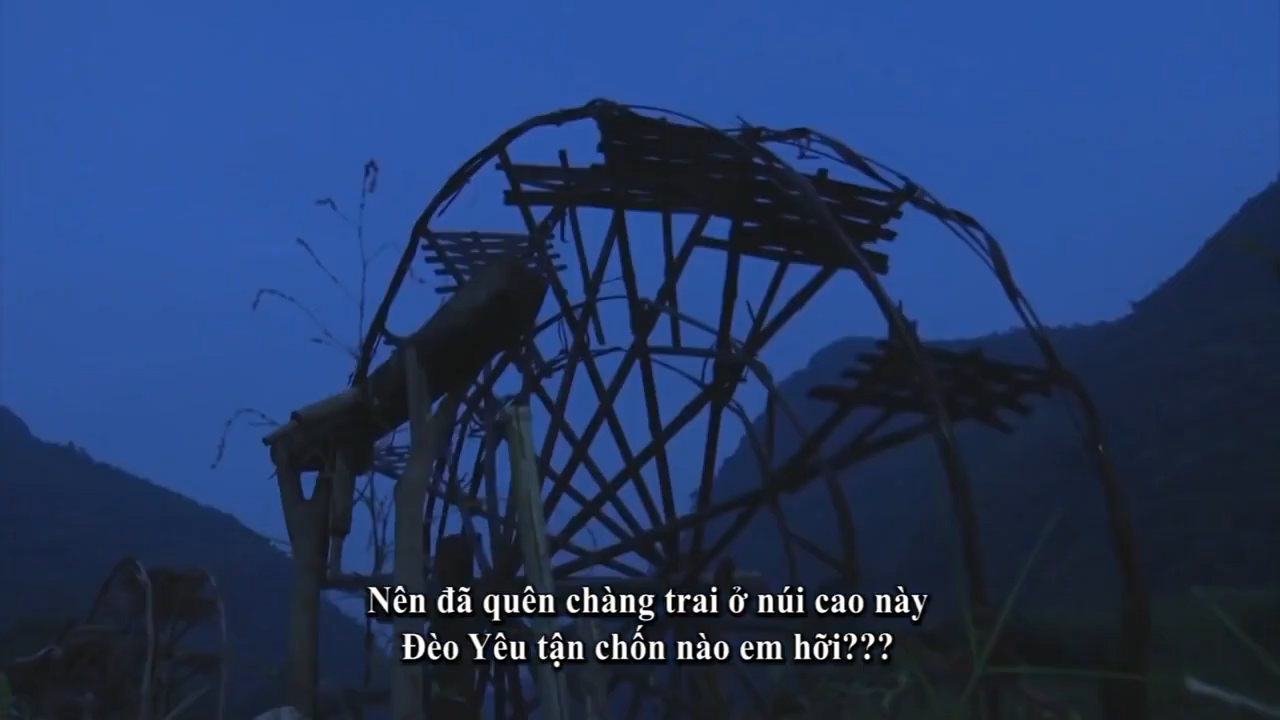 Nên đã quên chàng trai ở núi cao này
Đèo Yêu tận chốn nào em hỡi???